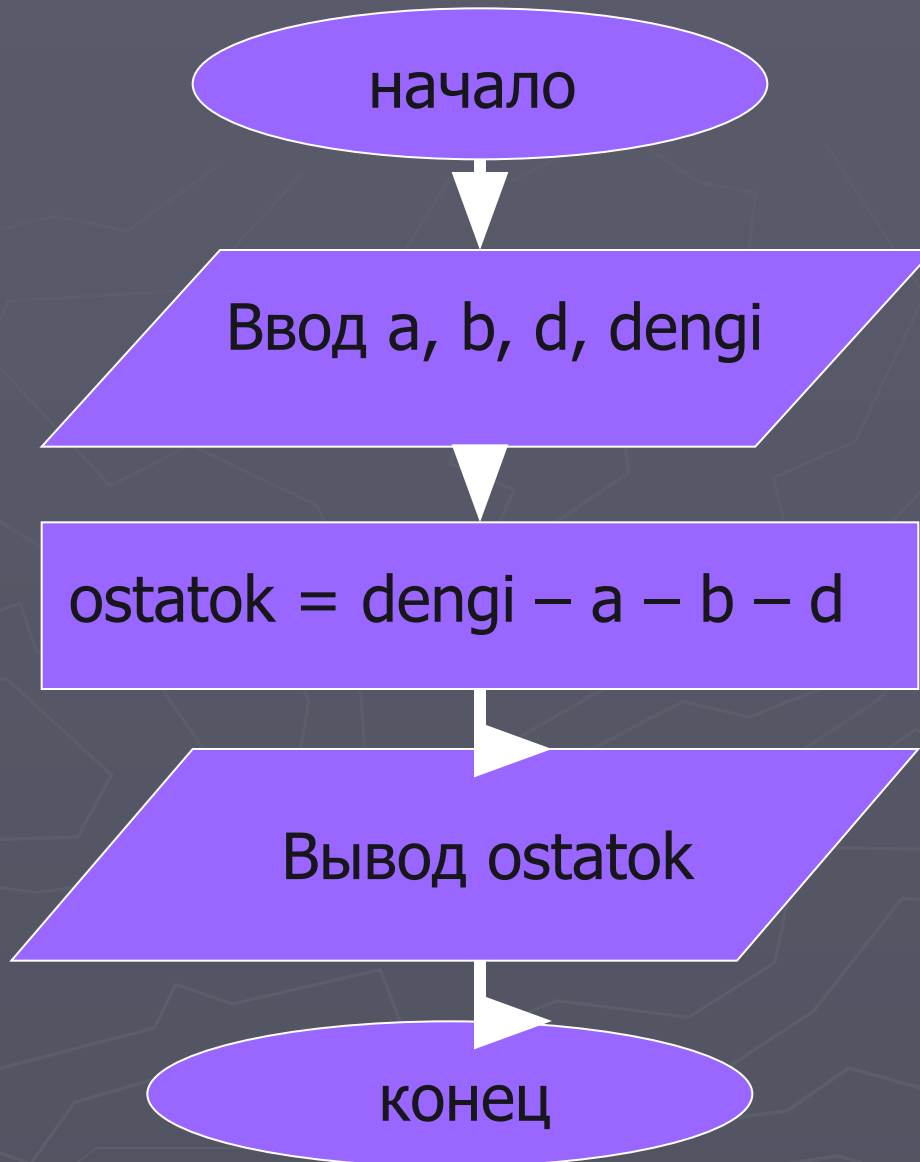 начало
Ввод a, b, d, dengi
ostatok = dengi – a – b – d
Вывод ostatok
конец